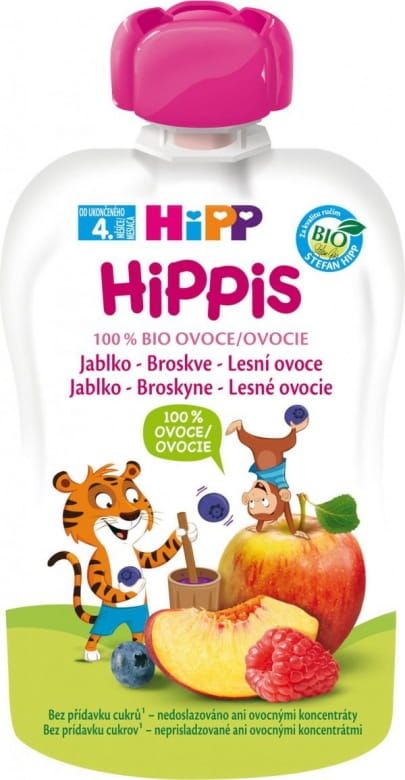 OD UKONČENÉHO
4. MĚSÍCE/
MESIACA
HiPP
Za kvalitu ručím
BIO
STEFAN HIPP
HiPPiS
100 % BIO OVOCE/OVOCIE
Jablko - Broskve - Lesní ovoce
Jablko - Broskyne - Lesné ovocie
100 %
OVOCE/
OVOCIE
Bez přídavku cukrů¹ – nedoslazováno ani ovocnými koncentráty
Bez prídavku cukrov¹ – neprisladzované ani ovocnými koncentrátmi